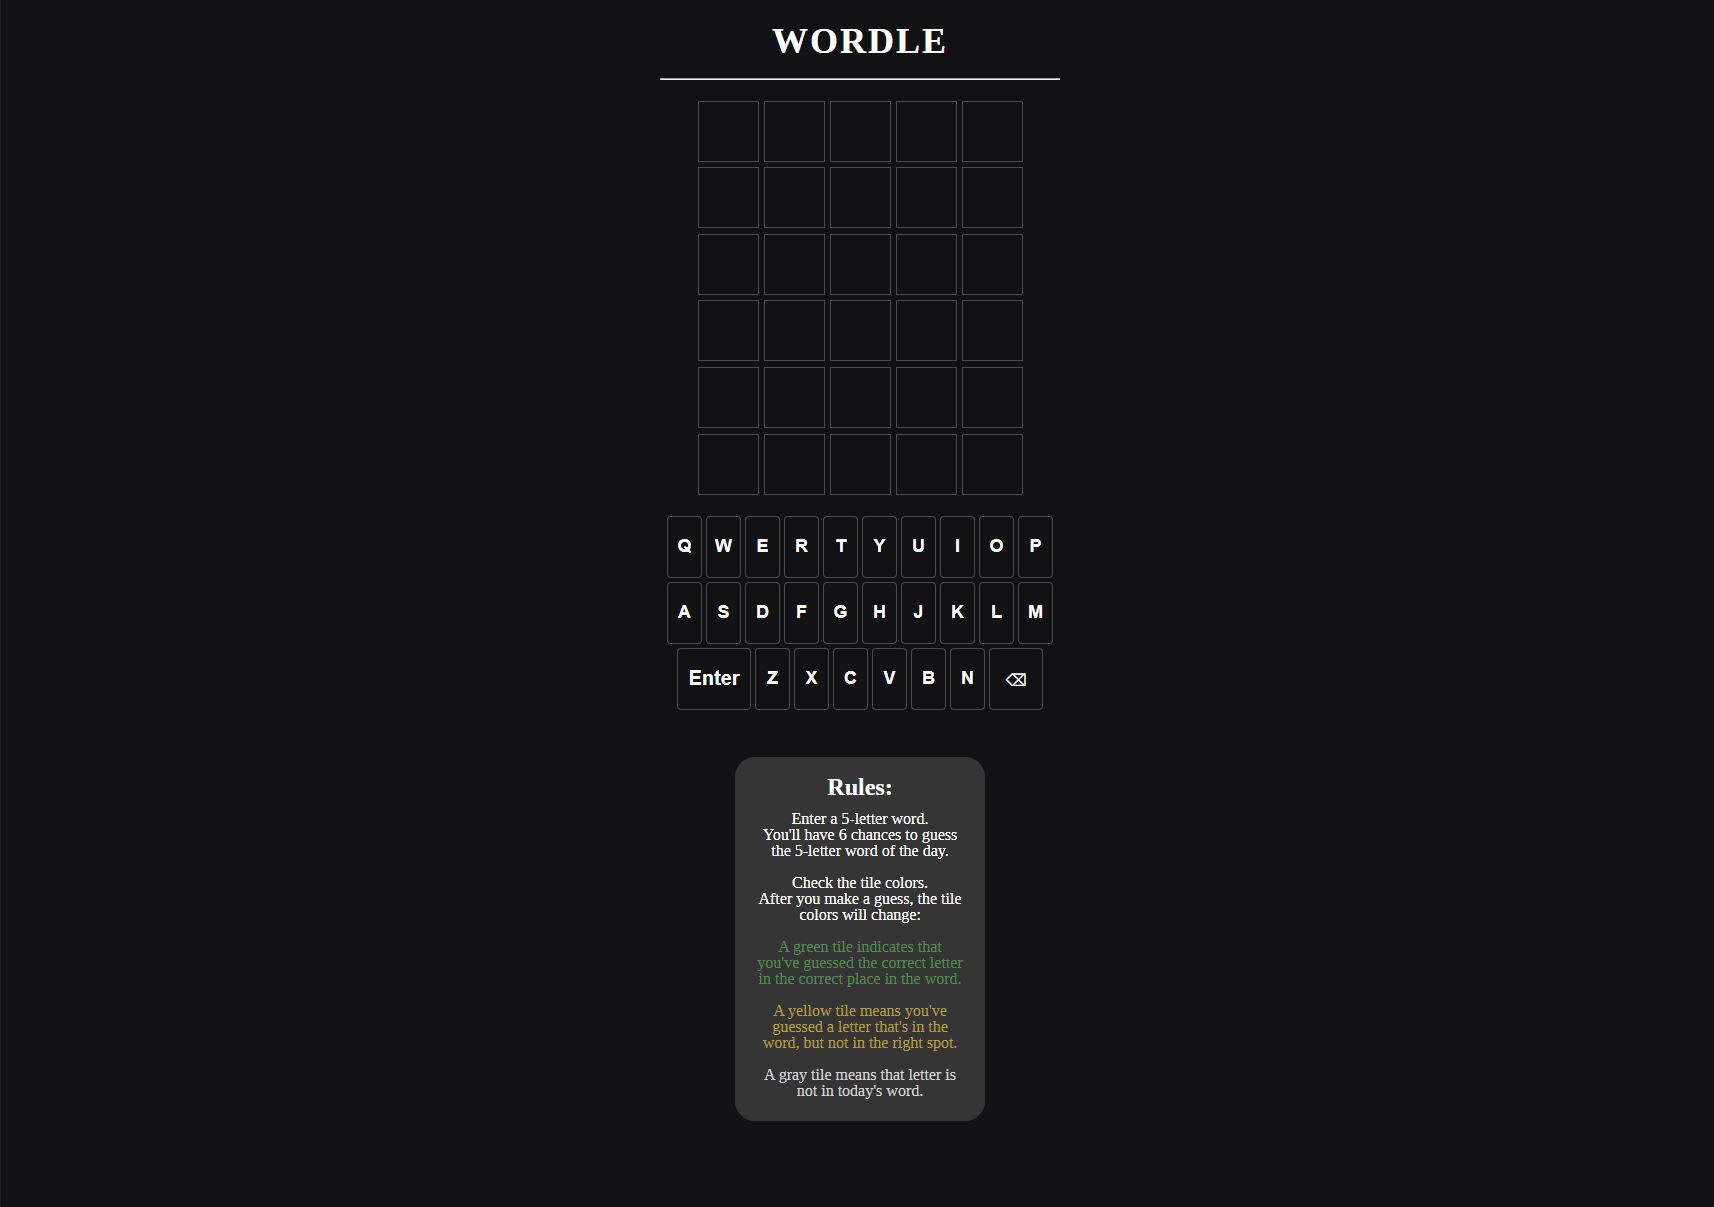 WORDLE
Q W E R T Y U I O P
A S D F G H J K L M
Enter Z X C V B N ⌫
Rules:
Enter a 5-letter word.
You'll have 6 chances to guess
the 5-letter word of the day.
Check the tile colors.
After you make a guess, the tile
colors will change:
A green tile indicates that
you've guessed the correct letter
in the correct place in the word.
A yellow tile means you've
guessed a letter that's in the
word, but not in the right spot.
A gray tile means that letter is
not in today's word.